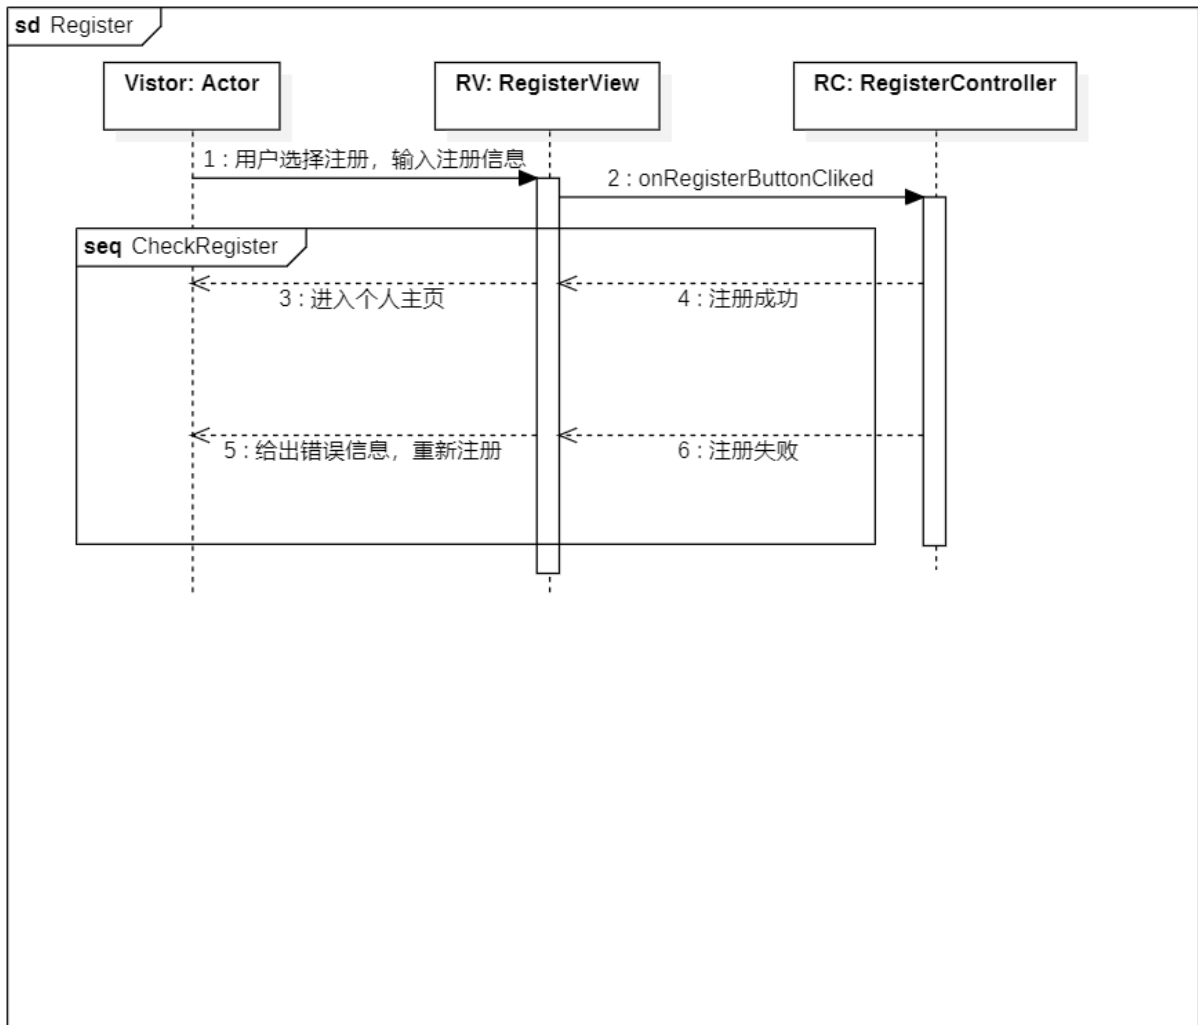 sd Register
Vistor: Actor
RV: RegisterView
RC: RegisterController
1 : 用户选择注册，输入注册信息
2 : onRegisterButtonCliked
seq CheckRegister
3 : 进入个人主页
4 : 注册成功
5 : 给出错误信息，重新注册
6 : 注册失败